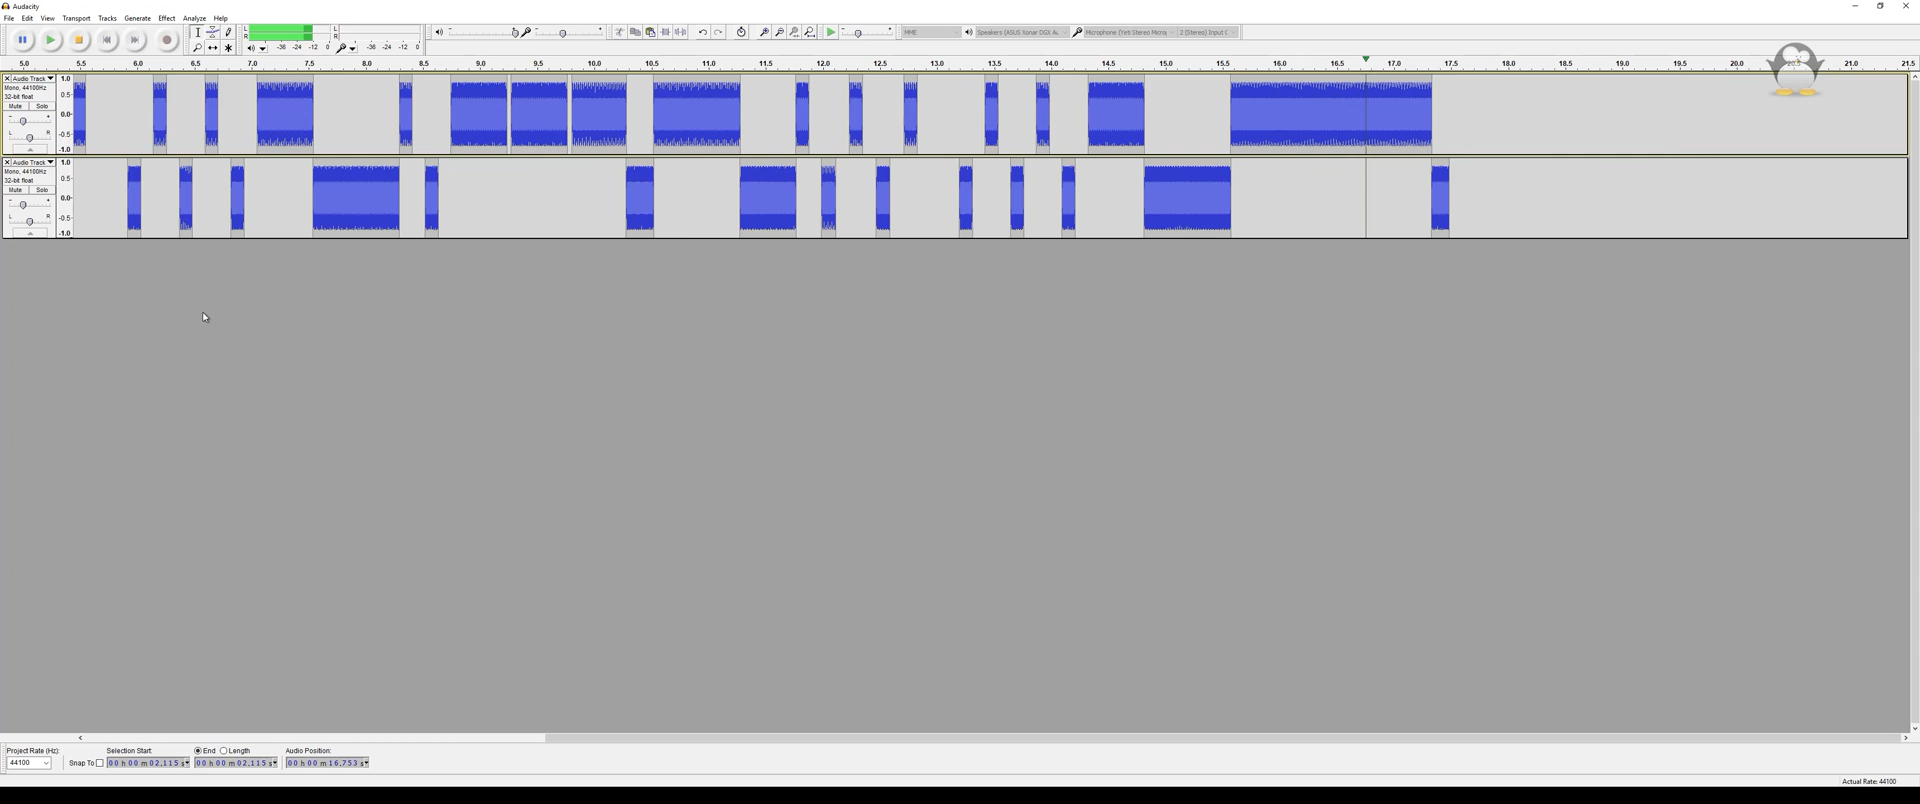 Audacity
File Edit View Transport Tracks Generate Effect Analyze Help
L
R
-36 -24 -12 0
L
R
-36 -24 -12 0
MME
Speakers (ASUS Xonar DGX Au
Microphone (Yeti Stereo Micro
2 (Stereo) Input C
5.0 5.5 6.0 6.5 7.0 7.5 8.0 8.5 9.0 9.5 10.0 10.5 11.0 11.5 12.0 12.5 13.0 13.5 14.0 14.5 15.0 15.5 16.0 16.5 17.0 17.5 18.0 18.5 19.0 19.5 20.0 20.5 21.0 21.5
Audio Track 1.0
Mono, 44100Hz
32-bit float 0.5
Mute Solo
- + 0.0
L R -0.5
-1.0
Audio Track 1.0
Mono, 44100Hz
32-bit float 0.5
Mute Solo
- + 0.0
L R -0.5
-1.0
Project Rate (Hz): Selection Start: End Length Audio Position:
44100 Snap To 00 h 00 m 02.115 s 00 h 00 m 02.115 s 00 h 00 m 16.753 s
Actual Rate: 44100